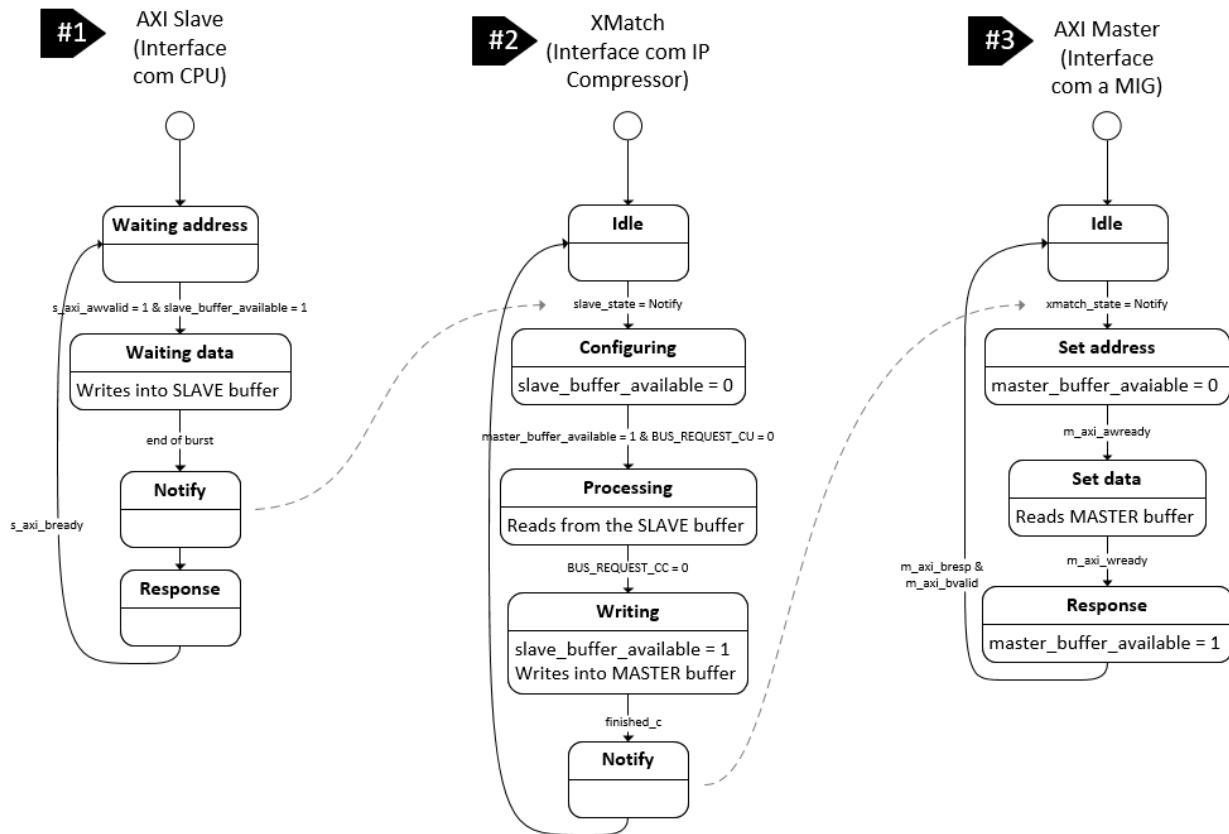 #1
AXI Slave
(Interface
com CPU)
Waiting address
s_axi_awvalid = 1 & slave_buffer_available = 1
Waiting data
Writes into SLAVE buffer
end of burst
Notify
s_axi_bready
Response
#2
XMatch
(Interface com IP
Compressor)
Idle
slave_state = Notify
Configuring
slave_buffer_available = 0
master_buffer_available = 1 & BUS_REQUEST_CU = 0
Processing
Reads from the SLAVE buffer
BUS_REQUEST_CC = 0
Writing
slave_buffer_available = 1
Writes into MASTER buffer
finished_c
Notify
#3
AXI Master
(Interface
com a MIG)
Idle
xmatch_state = Notify
Set address
master_buffer_avaiable = 0
m_axi_awready
Set data
Reads MASTER buffer
m_axi_wready
m_axi_bresp &
m_axi_bvalid
Response
master_buffer_available = 1